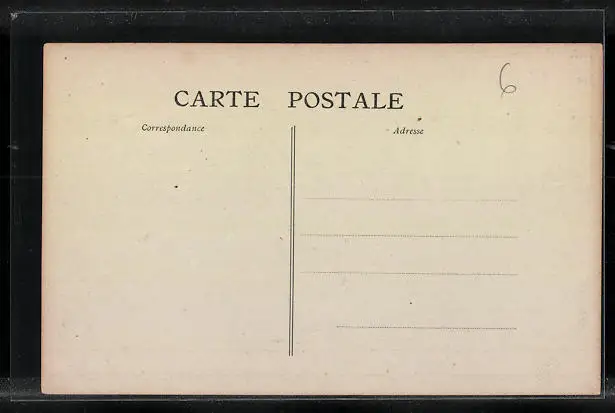 6
CARTE POSTALE
Correspondance
Adresse